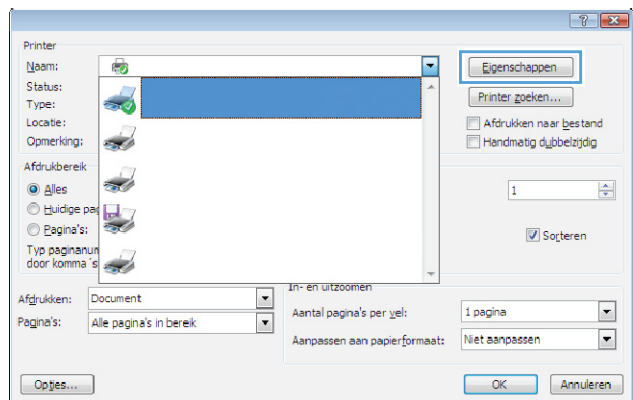 Printer
Naam:
Eigenschappen
Status:
Type:
Printer zoeken...
Locatie:
Afdrukken naar bestand
Opmerking:
Handmatig dubbelzijdig
Afdrukbereik
Alles
1
Huidige
Pagina's:
Sorteren
Typ
door komma's
In- en uitzoomen
Afdrukken:
Document
Aantal pagina's per vel:
1 pagina
Pagina's:
Alle pagina's in bereik
Aanpassen aan papierformaat:
Niet aanpassen
Opties...
OK
Annuleren